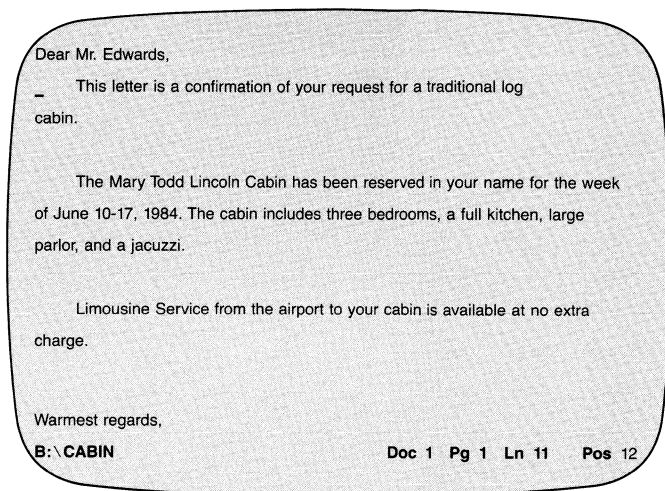 Dear Mr. Edwards,
This letter is a confirmation of your request for a traditional log
cabin.
The Mary Todd Lincoln Cabin has been reserved in your name for the week
of June 10-17, 1984. The cabin includes three bedrooms, a full kitchen, large
parlor, and a jacuzzi.
Limousine Service from the airport to your cabin is available at no extra
charge.
Warmest regards,
B:\CABIN Doc 1 Pg 1 Ln 11 Pos 12